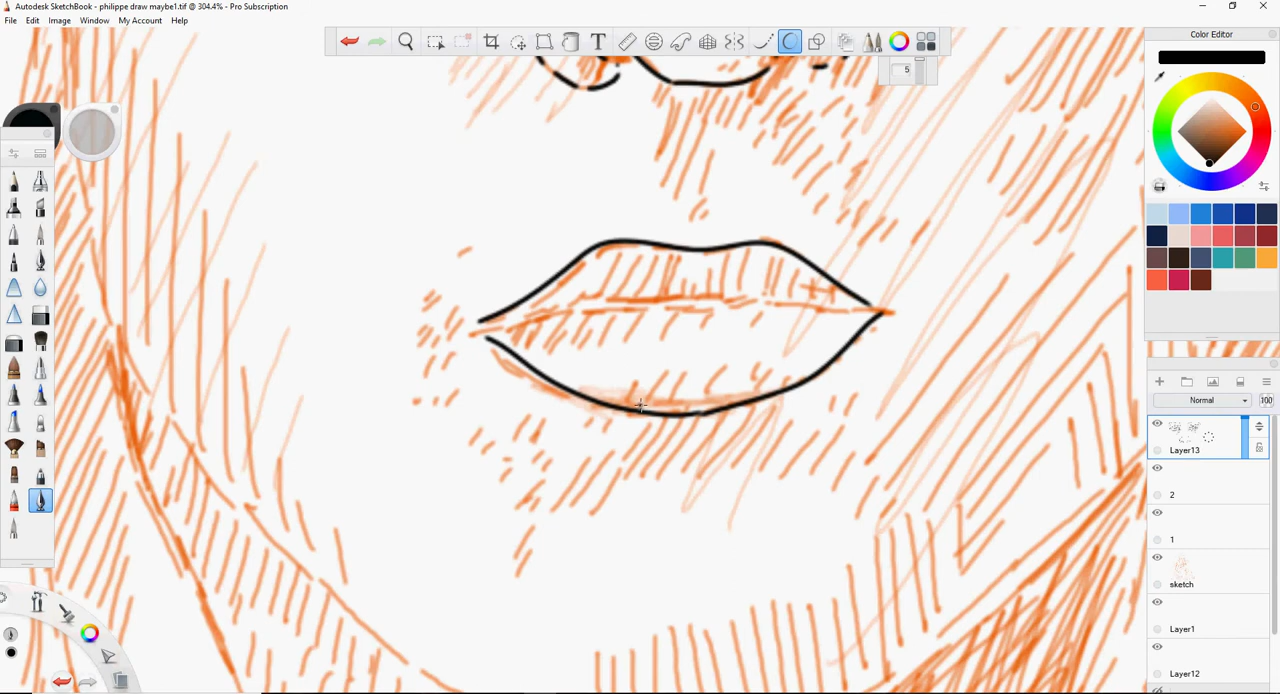 Autodesk SketchBook - philippe draw maybe1.tif @ 304.4% - Pro Subscription
File Edit Image Window My Account Help
T
5
Color Editor
Normal 100
Layer13
2
1
sketch
Layer1
Layer12